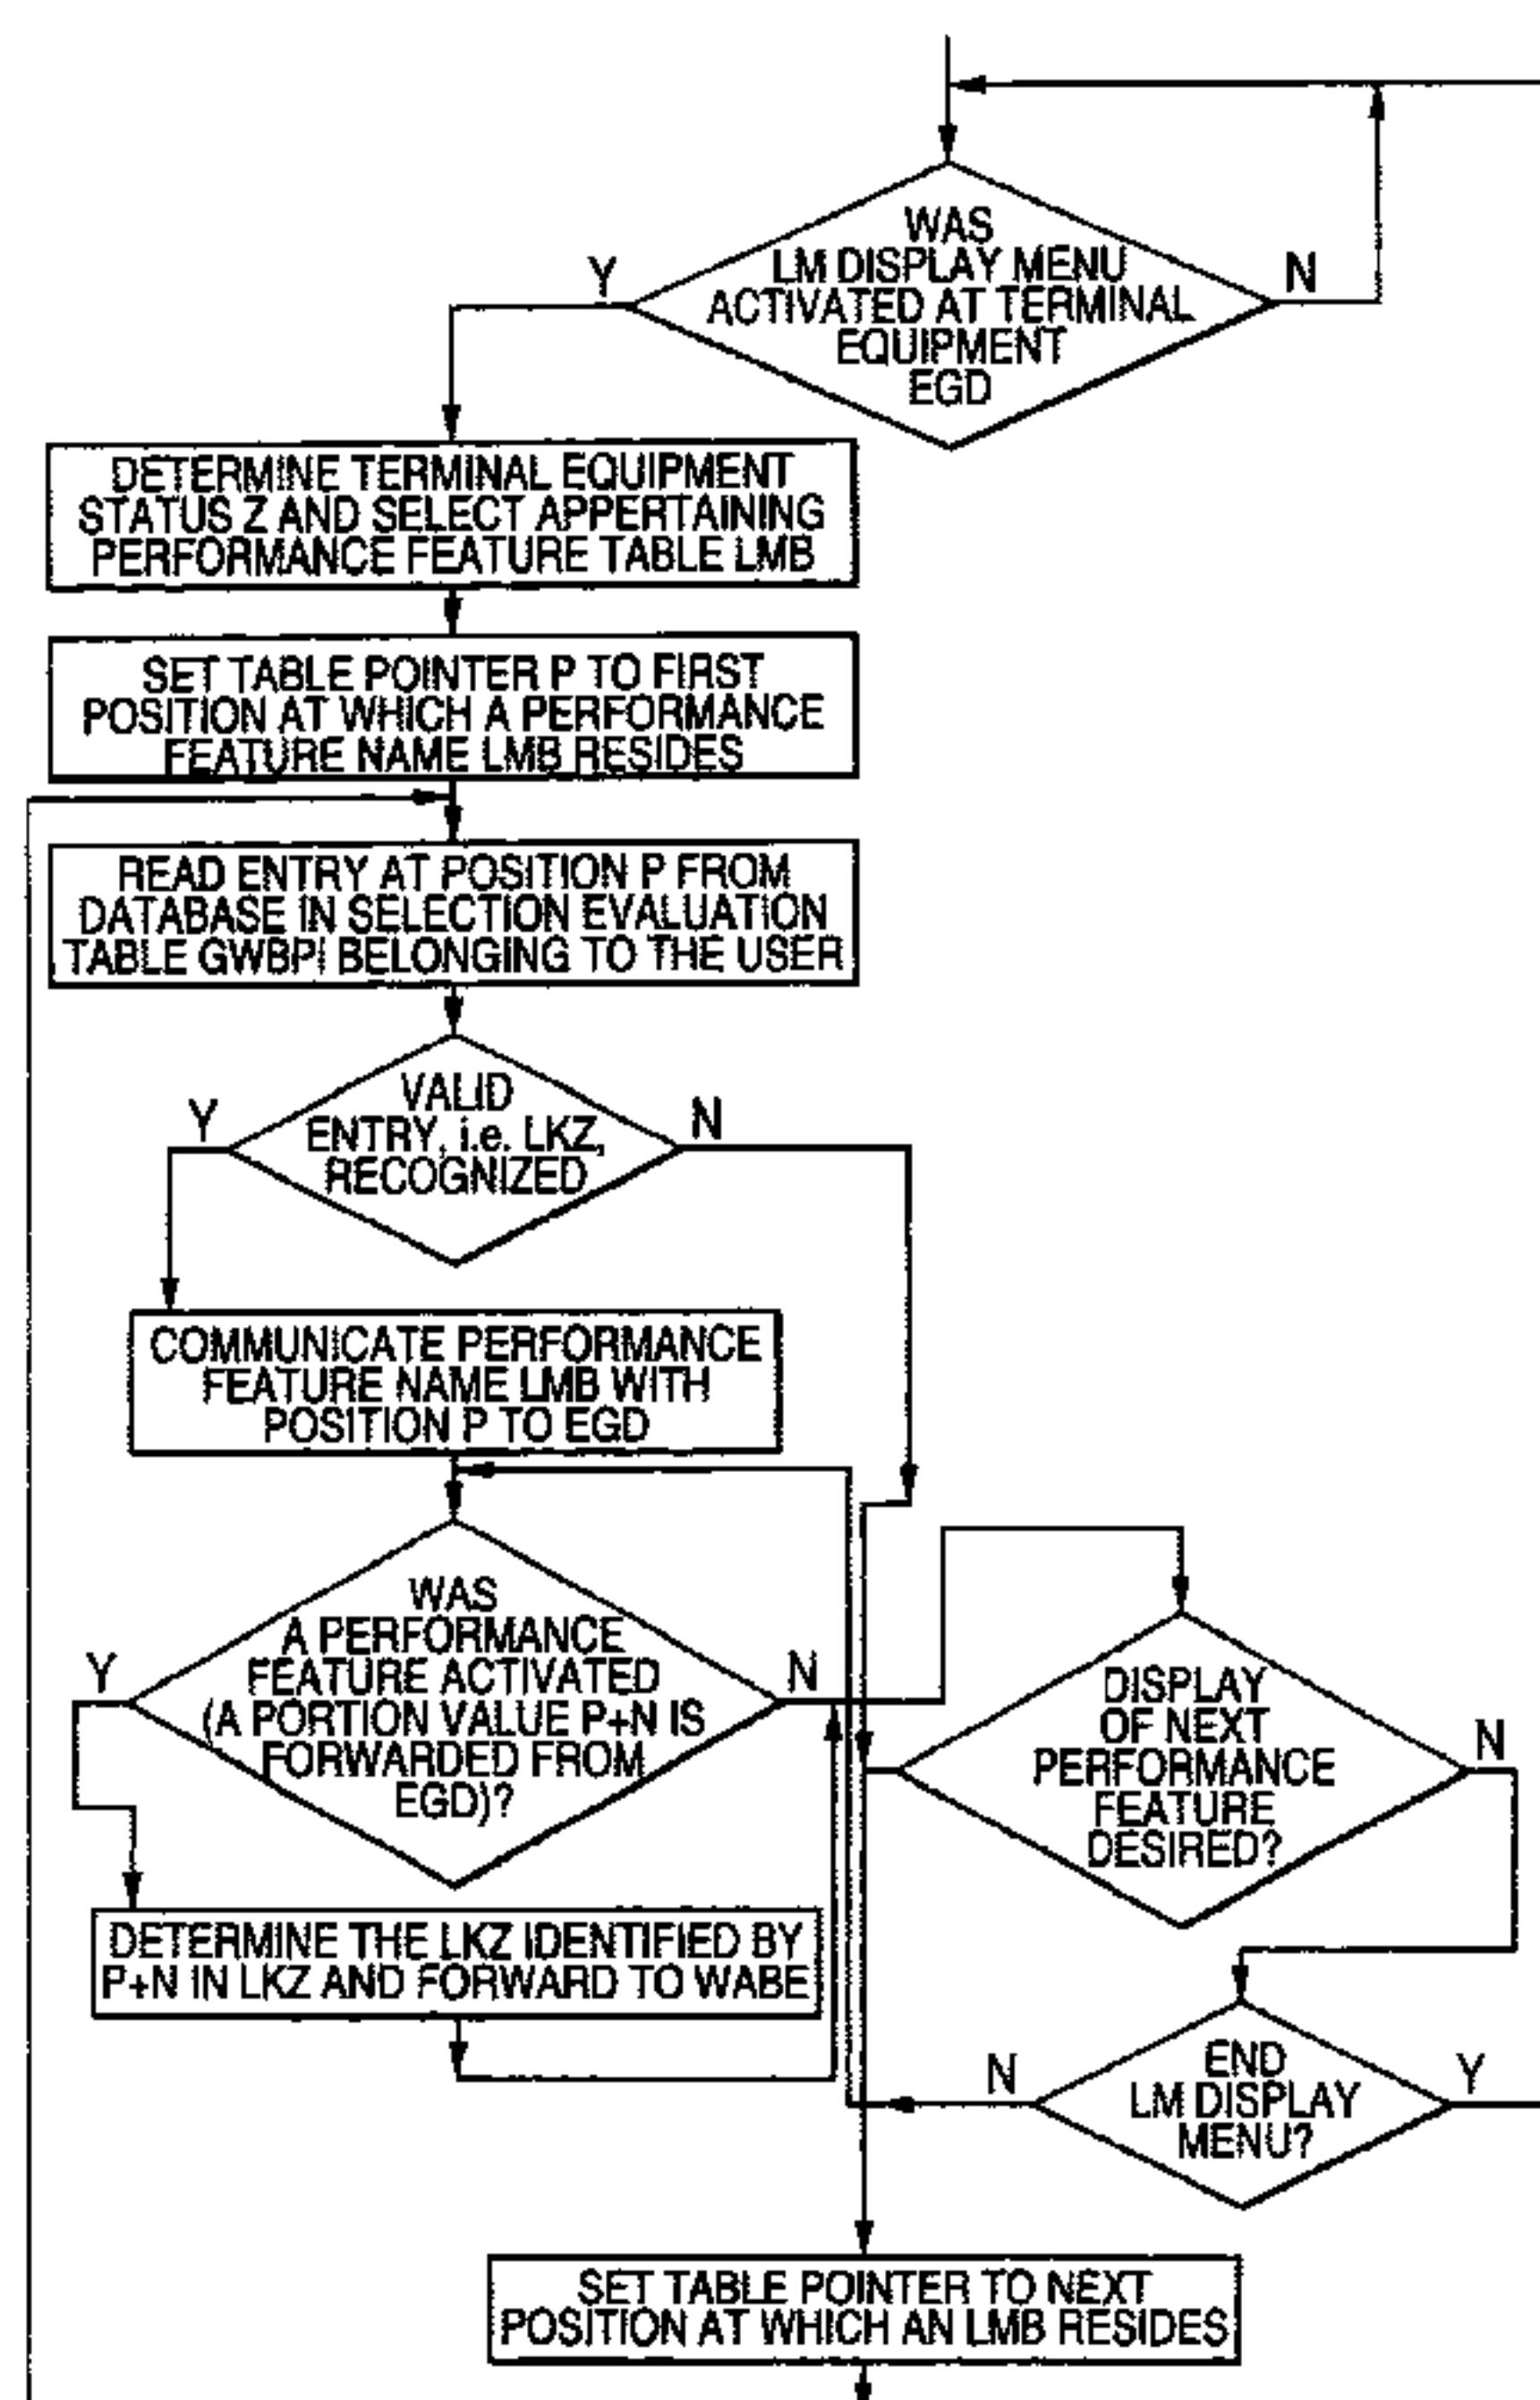 WAS
LM DISPLAY MENU
ACTIVATED AT TERMINAL
EQUIPMENT
EGD
Y
N
DETERMINE TERMINAL EQUIPMENT
STATUS Z AND SELECT APPERTAINING
PERFORMANCE FEATURE TABLE LMB
SET TABLE POINTER P TO FIRST
POSITION AT WHICH A PERFORMANCE
FEATURE NAME LMB RESIDES
READ ENTRY AT POSITION P FROM
DATABASE IN SELECTION EVALUATION
TABLE GWBPI BELONGING TO THE USER
VALID
ENTRY, i.e. LKZ,
RECOGNIZED
Y
N
COMMUNICATE PERFORMANCE
FEATURE NAME LMB WITH
POSITION P TO EGD
WAS
A PERFORMANCE
FEATURE ACTIVATED
(A PORTION VALUE P+N IS
FORWARDED FROM
EGD)?
Y
N
DISPLAY
OF NEXT
PERFORMANCE
FEATURE
DESIRED?
N
DETERMINE THE LKZ IDENTIFIED BY
P+N IN LKZ AND FORWARD TO WABE
END
LM DISPLAY
MENU?
N
Y
SET TABLE POINTER TO NEXT
POSITION AT WHICH AN LMB RESIDES